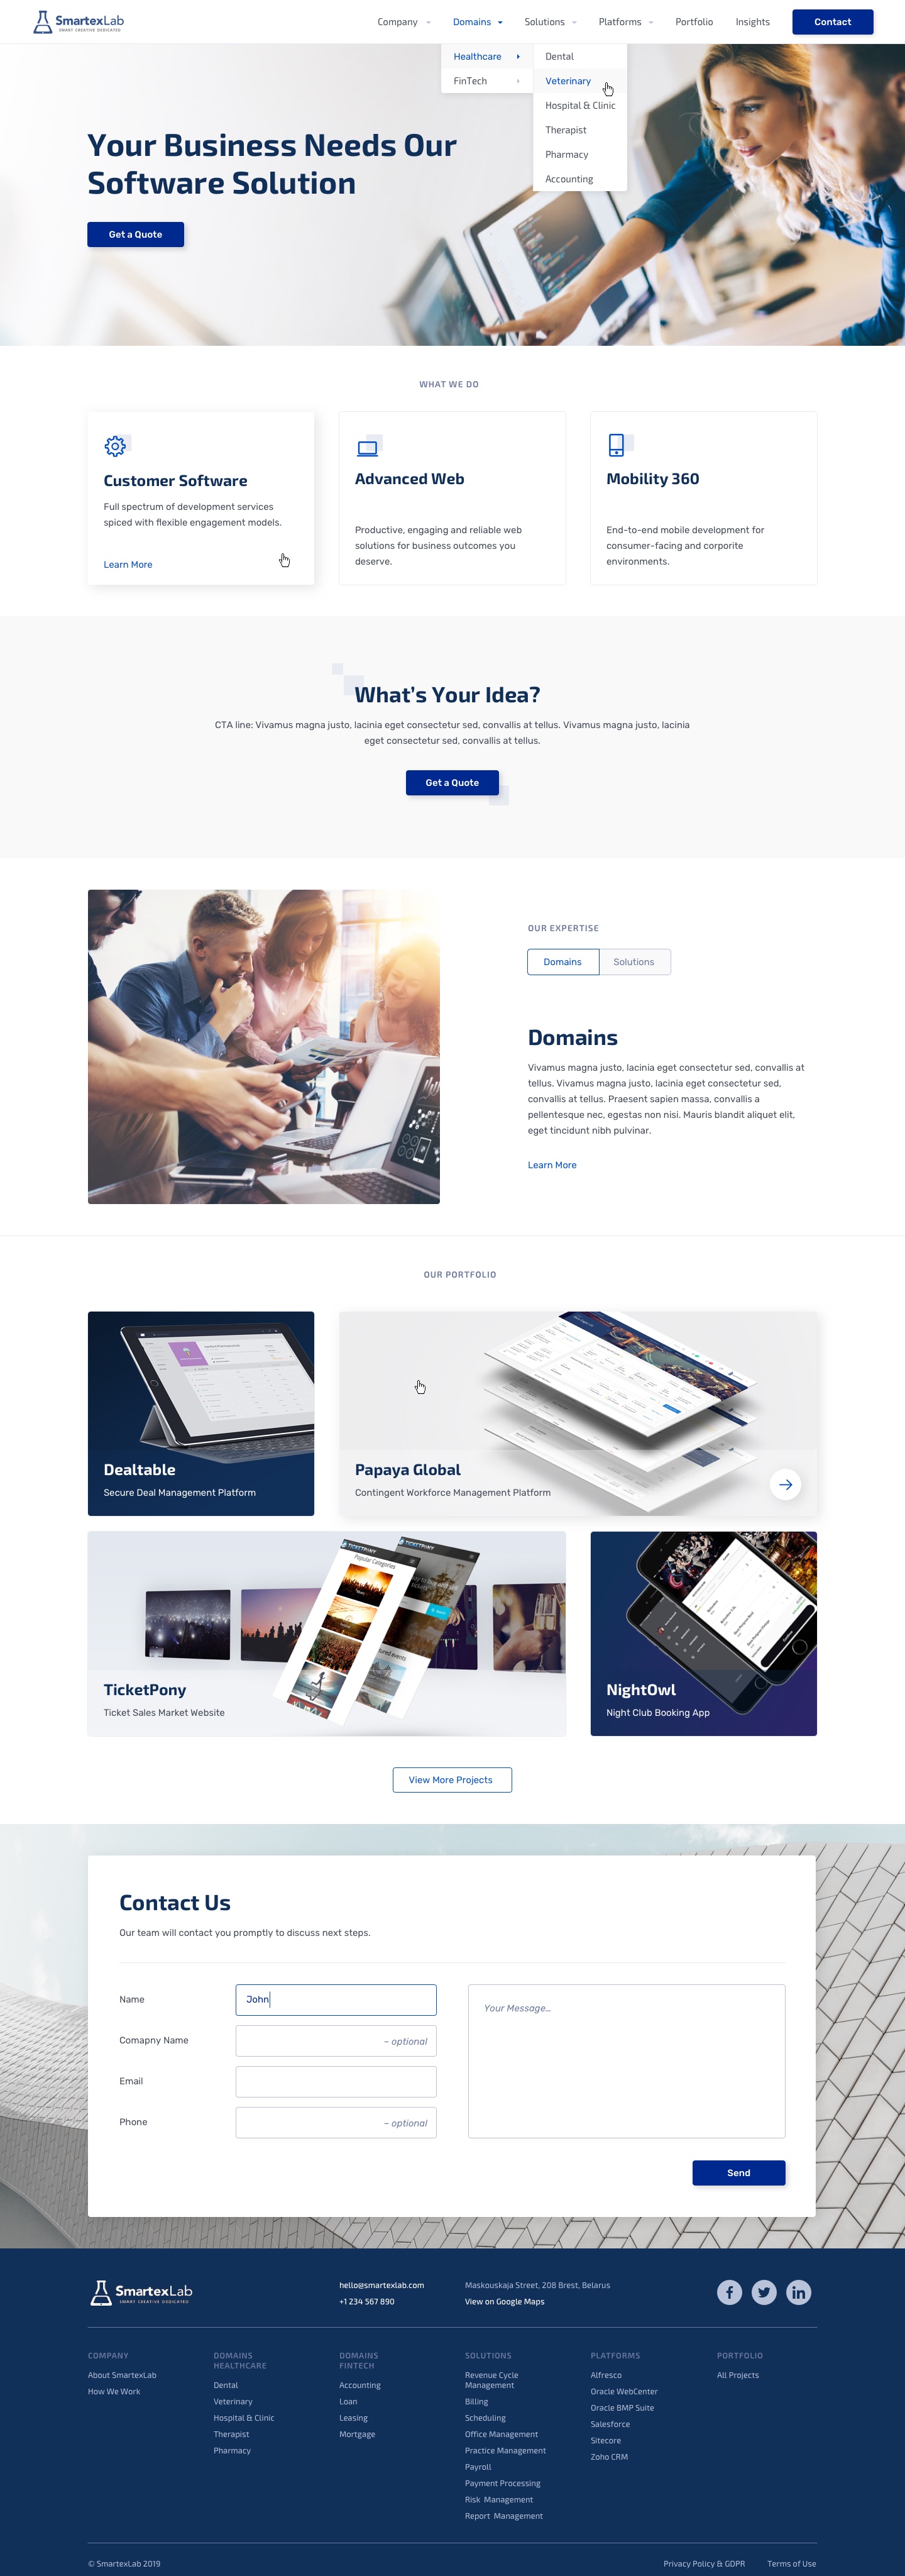 SmartexLab
SMART CREATIVE DEDICATED
Company
Domains
Solutions
Platforms
Portfolio
Insights
Contact
Healthcare
FinTech
Dental
Veterinary
Hospital & Clinic
Therapist
Pharmacy
Accounting
Your Business Needs Our
Software Solution
Get a Quote
WHAT WE DO
Customer Software
Full spectrum of development services
spiced with flexible engagement models.
Learn More
Advanced Web
Productive, engaging and reliable web
solutions for business outcomes you
deserve.
Mobility 360
End-to-end mobile development for
consumer-facing and corporite
environments.
What's Your Idea?
CTA line: Vivamus magna justo, lacinia eget consectetur sed, convallis at tellus. Vivamus magna justo, lacinia
eget consectetur sed, convallis at tellus.
Get a Quote
OUR EXPERTISE
Domains
Solutions
Domains
Vivamus magna justo, lacinia eget consectetur sed, convallis at
tellus. Vivamus magna justo, lacinia eget consectetur sed,
convallis at tellus. Praesent sapien massa, convallis a
pellentesque nec, egestas non nisi. Mauris blandit aliquet elit,
eget tincidunt nibh pulvinar.
Learn More
OUR PORTFOLIO
Dealtable
Secure Deal Management Platform
Papaya Global
Contingent Workforce Management Platform
TICKETPONY
Popular Categories
TICKETPONY
TicketPony
Ticket Sales Market Website
NightOwl
Night Club Booking App
View More Projects
Contact Us
Our team will contact you promptly to discuss next steps.
Name
John
Comapny Name
– optional
Email
Phone
– optional
Your Message...
Send
SmartexLab
SMART CREATIVE DEDICATED
hello@smartexlab.com
+1 234 567 890
Maskouskaja Street, 208 Brest, Belarus
View on Google Maps
COMPANY
About SmartexLab
How We Work
DOMAINS
HEALTHCARE
Dental
Veterinary
Hospital & Clinic
Therapist
Pharmacy
DOMAINS
FINTECH
Accounting
Loan
Leasing
Mortgage
SOLUTIONS
Revenue Cycle
Management
Billing
Scheduling
Office Management
Practice Management
Payroll
Payment Processing
Risk Management
Report Management
PLATFORMS
Alfresco
Oracle WebCenter
Oracle BMP Suite
Salesforce
Sitecore
Zoho CRM
PORTFOLIO
All Projects
© SmartexLab 2019
Privacy Policy & GDPR
Terms of Use